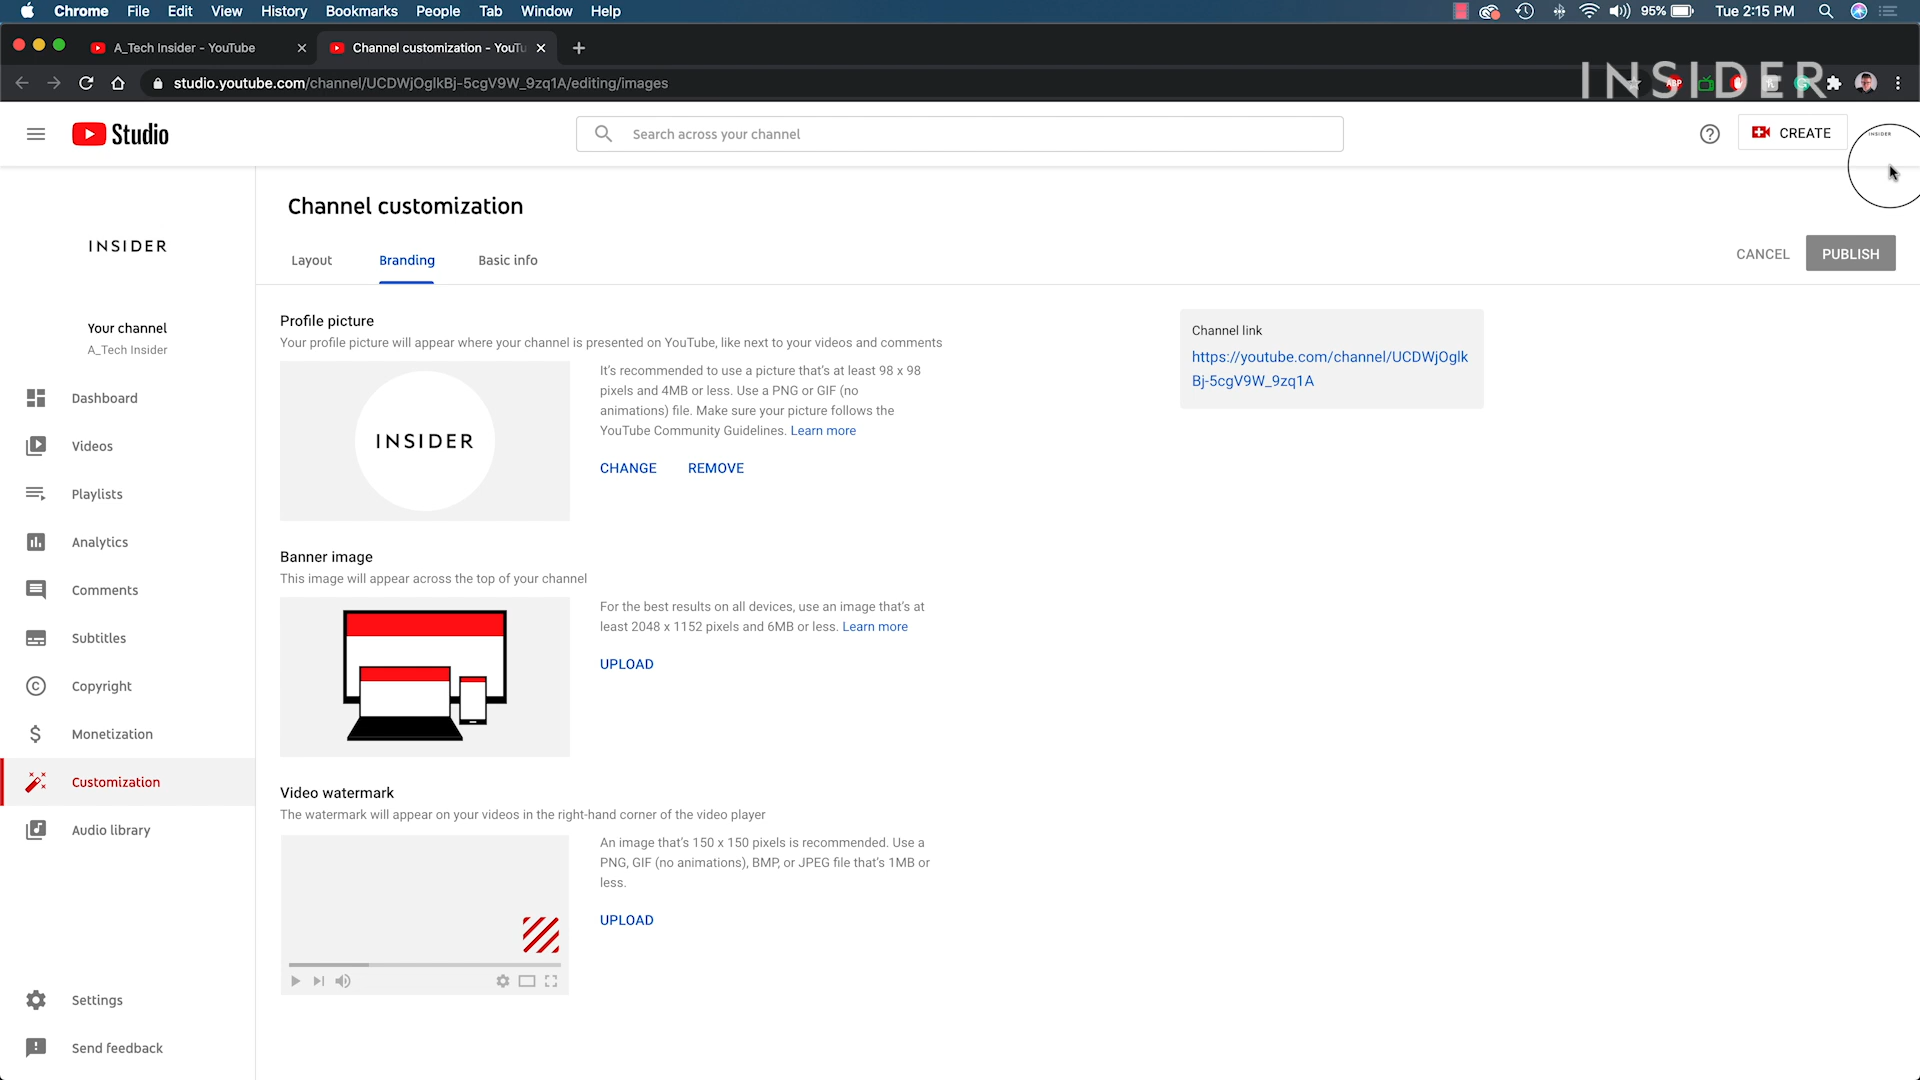 Chrome File Edit View History Bookmarks People Tab Window Help 95% Tue 2:15 PM
A_Tech Insider - YouTube Channel customization - YouTu
studio.youtube.com/channel/UCDWjOglkBj-5cgV9W_9zq1A/editing/images
INSIDER
ABP
Studio
Search across your channel
CREATE
INSIDER
Channel customization
INSIDER
Layout Branding Basic info
CANCEL PUBLISH
Your channel
A_Tech Insider
Dashboard
Videos
Playlists
Analytics
Comments
Subtitles
Copyright
Monetization
Customization
Audio library
Settings
Send feedback
Profile picture
Your profile picture will appear where your channel is presented on YouTube, like next to your videos and comments
INSIDER
It's recommended to use a picture that's at least 98 x 98
pixels and 4MB or less. Use a PNG or GIF (no
animations) file. Make sure your picture follows the
YouTube Community Guidelines. Learn more
CHANGE REMOVE
Banner image
This image will appear across the top of your channel
For the best results on all devices, use an image that's at
least 2048 x 1152 pixels and 6MB or less. Learn more
UPLOAD
Video watermark
The watermark will appear on your videos in the right-hand corner of the video player
An image that's 150 x 150 pixels is recommended. Use a
PNG, GIF (no animations), BMP, or JPEG file that's 1MB or
less.
UPLOAD
Channel link
https://youtube.com/channel/UCDWjOglk
Bj-5cgV9W_9zq1A